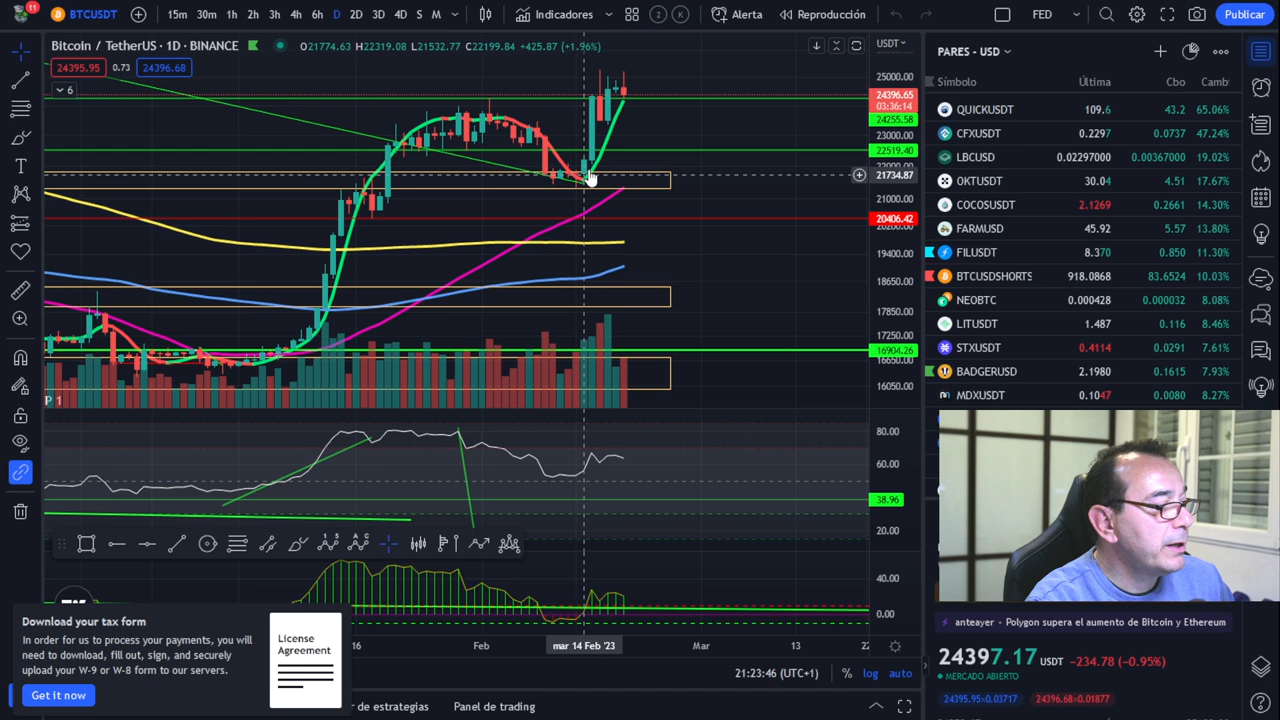 11
BTCUSDT
15m 30m 1h 2h 3h 4h 6h D 2D 3D 4D S M
Indicadores
2 K
Alerta
Reproducción
FED
Publicar
Bitcoin / TetherUS · 1D · BINANCE
O21774.63 H22319.08 L21532.77 C22199.84 +425.87 (+1.96%)
USDT
24395.95 0.73 24396.68
6
25000.00
24396.65
03:36:14
24255.58
23000.00
22519.40
22000.00
21734.87
21000.00
20406.42
19400.00
18650.00
17850.00
17250.00
16904.26
16050.00
P 1
80.00
60.00
38.96
20.00
40.00
0.00
16 Feb mar 14 Feb '23 Mar 13 22
21:23:46 (UTC+1) % log auto
Download your tax form
In order for us to process your payments, you will
need to download, fill out, sign, and securely
upload your W-9 or W-8 form to our servers.
Get it now
License
Agreement
r de estrategias Panel de trading
PARES - USD
Símbolo Última Cbo Camb
QUICKUSDT 109.6 43.2 65.06%
CFXUSDT 0.2297 0.0737 47.24%
OKTUSDT 30.04 4.51 17.67%
COCOSUSDT 2.1269 0.2661 14.30%
FARMUSD 45.92 5.57 13.80%
FILUSDT 8.370 0.850 11.30%
BTCUSDSHORTS 918.0868 83.6524 10.03%
NEOBTC 0.000628 0.000032 8.08%
LITUSDT 1.487 0.116 8.46%
STXUSDT 0.4114 0.0291 7.61%
BADGERUSD 2.1980 0.1615 7.93%
MDXUSDT 0.1047 0.0080 8.27%
anteayer • Polygon supera el aumento de Bitcoin y Ethereum
24397.17 USDT −234.78 (−0.95%)
MERCADO ABIERTO
24395.95×0.03717 24396.68×0.01877